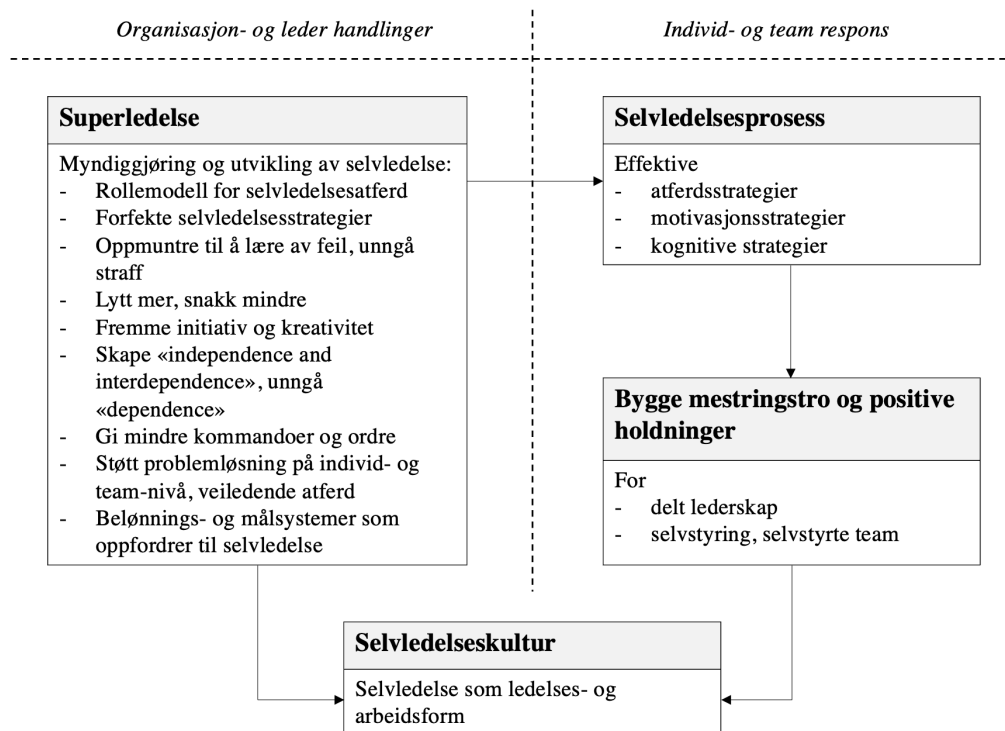 Organisasjon- og leder handlinger
Individ- og team respons
Superledelse
Myndiggjøring og utvikling av selvledelse:
- Rollemodell for selvledelsesatferd
- Forfekte selvledelsesstrategier
- Oppmuntre til å lære av feil, unngå
straff
- Lytt mer, snakk mindre
- Fremme initiativ og kreativitet
- Skape «independence and
interdependence», unngå
«dependence»
- Gi mindre kommandoer og ordre
- Støtt problemløsning på individ- og
team-nivå, veiledende atferd
- Belønnings- og målsystemer som
oppfordrer til selvledelse
Selvledelsesprosess
Effektive
- atferdsstrategier
- motivasjonsstrategier
- kognitive strategier
Bygge mestringstro og positive
holdninger
For
- delt lederskap
- selvstyring, selvstyrte team
Selvledelseskultur
Selvledelse som ledelses- og
arbeidsform